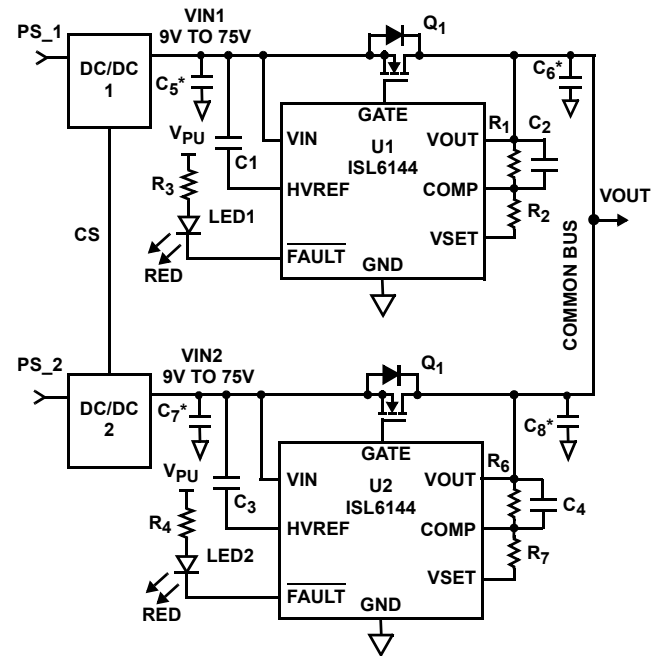 PS_1
DC/DC
1
VIN1
9V TO 75V
C5*
Q1
C6*
GATE
VPU
C1
VIN
U1
ISL6144
VOUT
R1
C2
R3
HVREF
COMP
R2
LED1
VSET
RED
FAULT
GND
CS
VOUT
COMMON BUS
PS_2
DC/DC
2
VIN2
9V TO 75V
C7*
Q1
C8*
GATE
VPU
C3
VIN
U2
ISL6144
VOUT
R6
C4
R4
HVREF
COMP
R7
LED2
VSET
RED
FAULT
GND